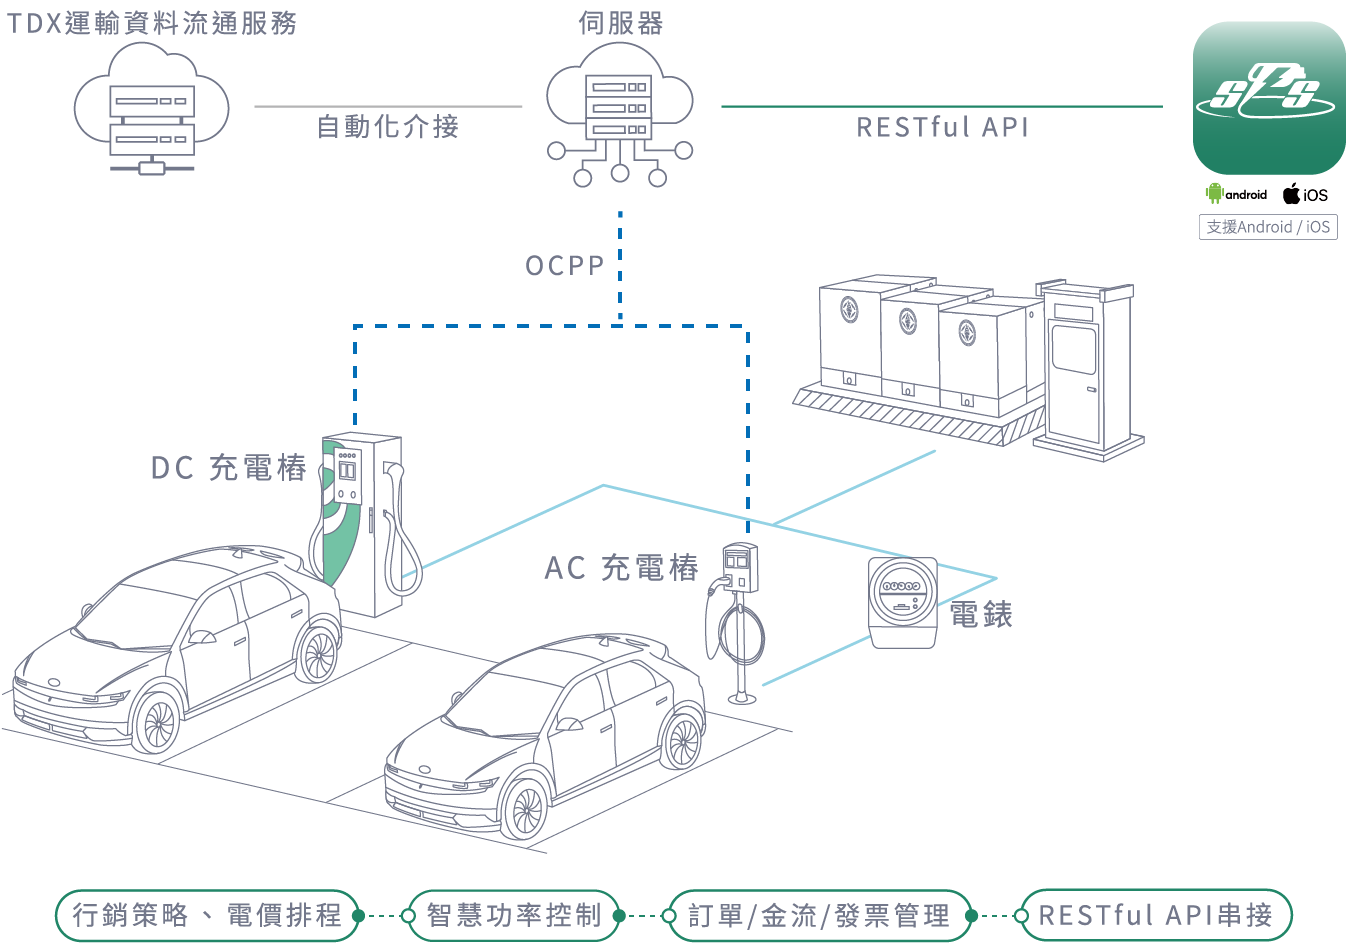 TDX運輸資料流通服務
伺服器
自動化介接
RESTful API
SPS
android
iOS
支援Android / iOS
OCPP
DC 充電樁
AC 充電樁
電錶
行銷策略、電價排程
智慧功率控制
訂單/金流/發票管理
RESTful API串接